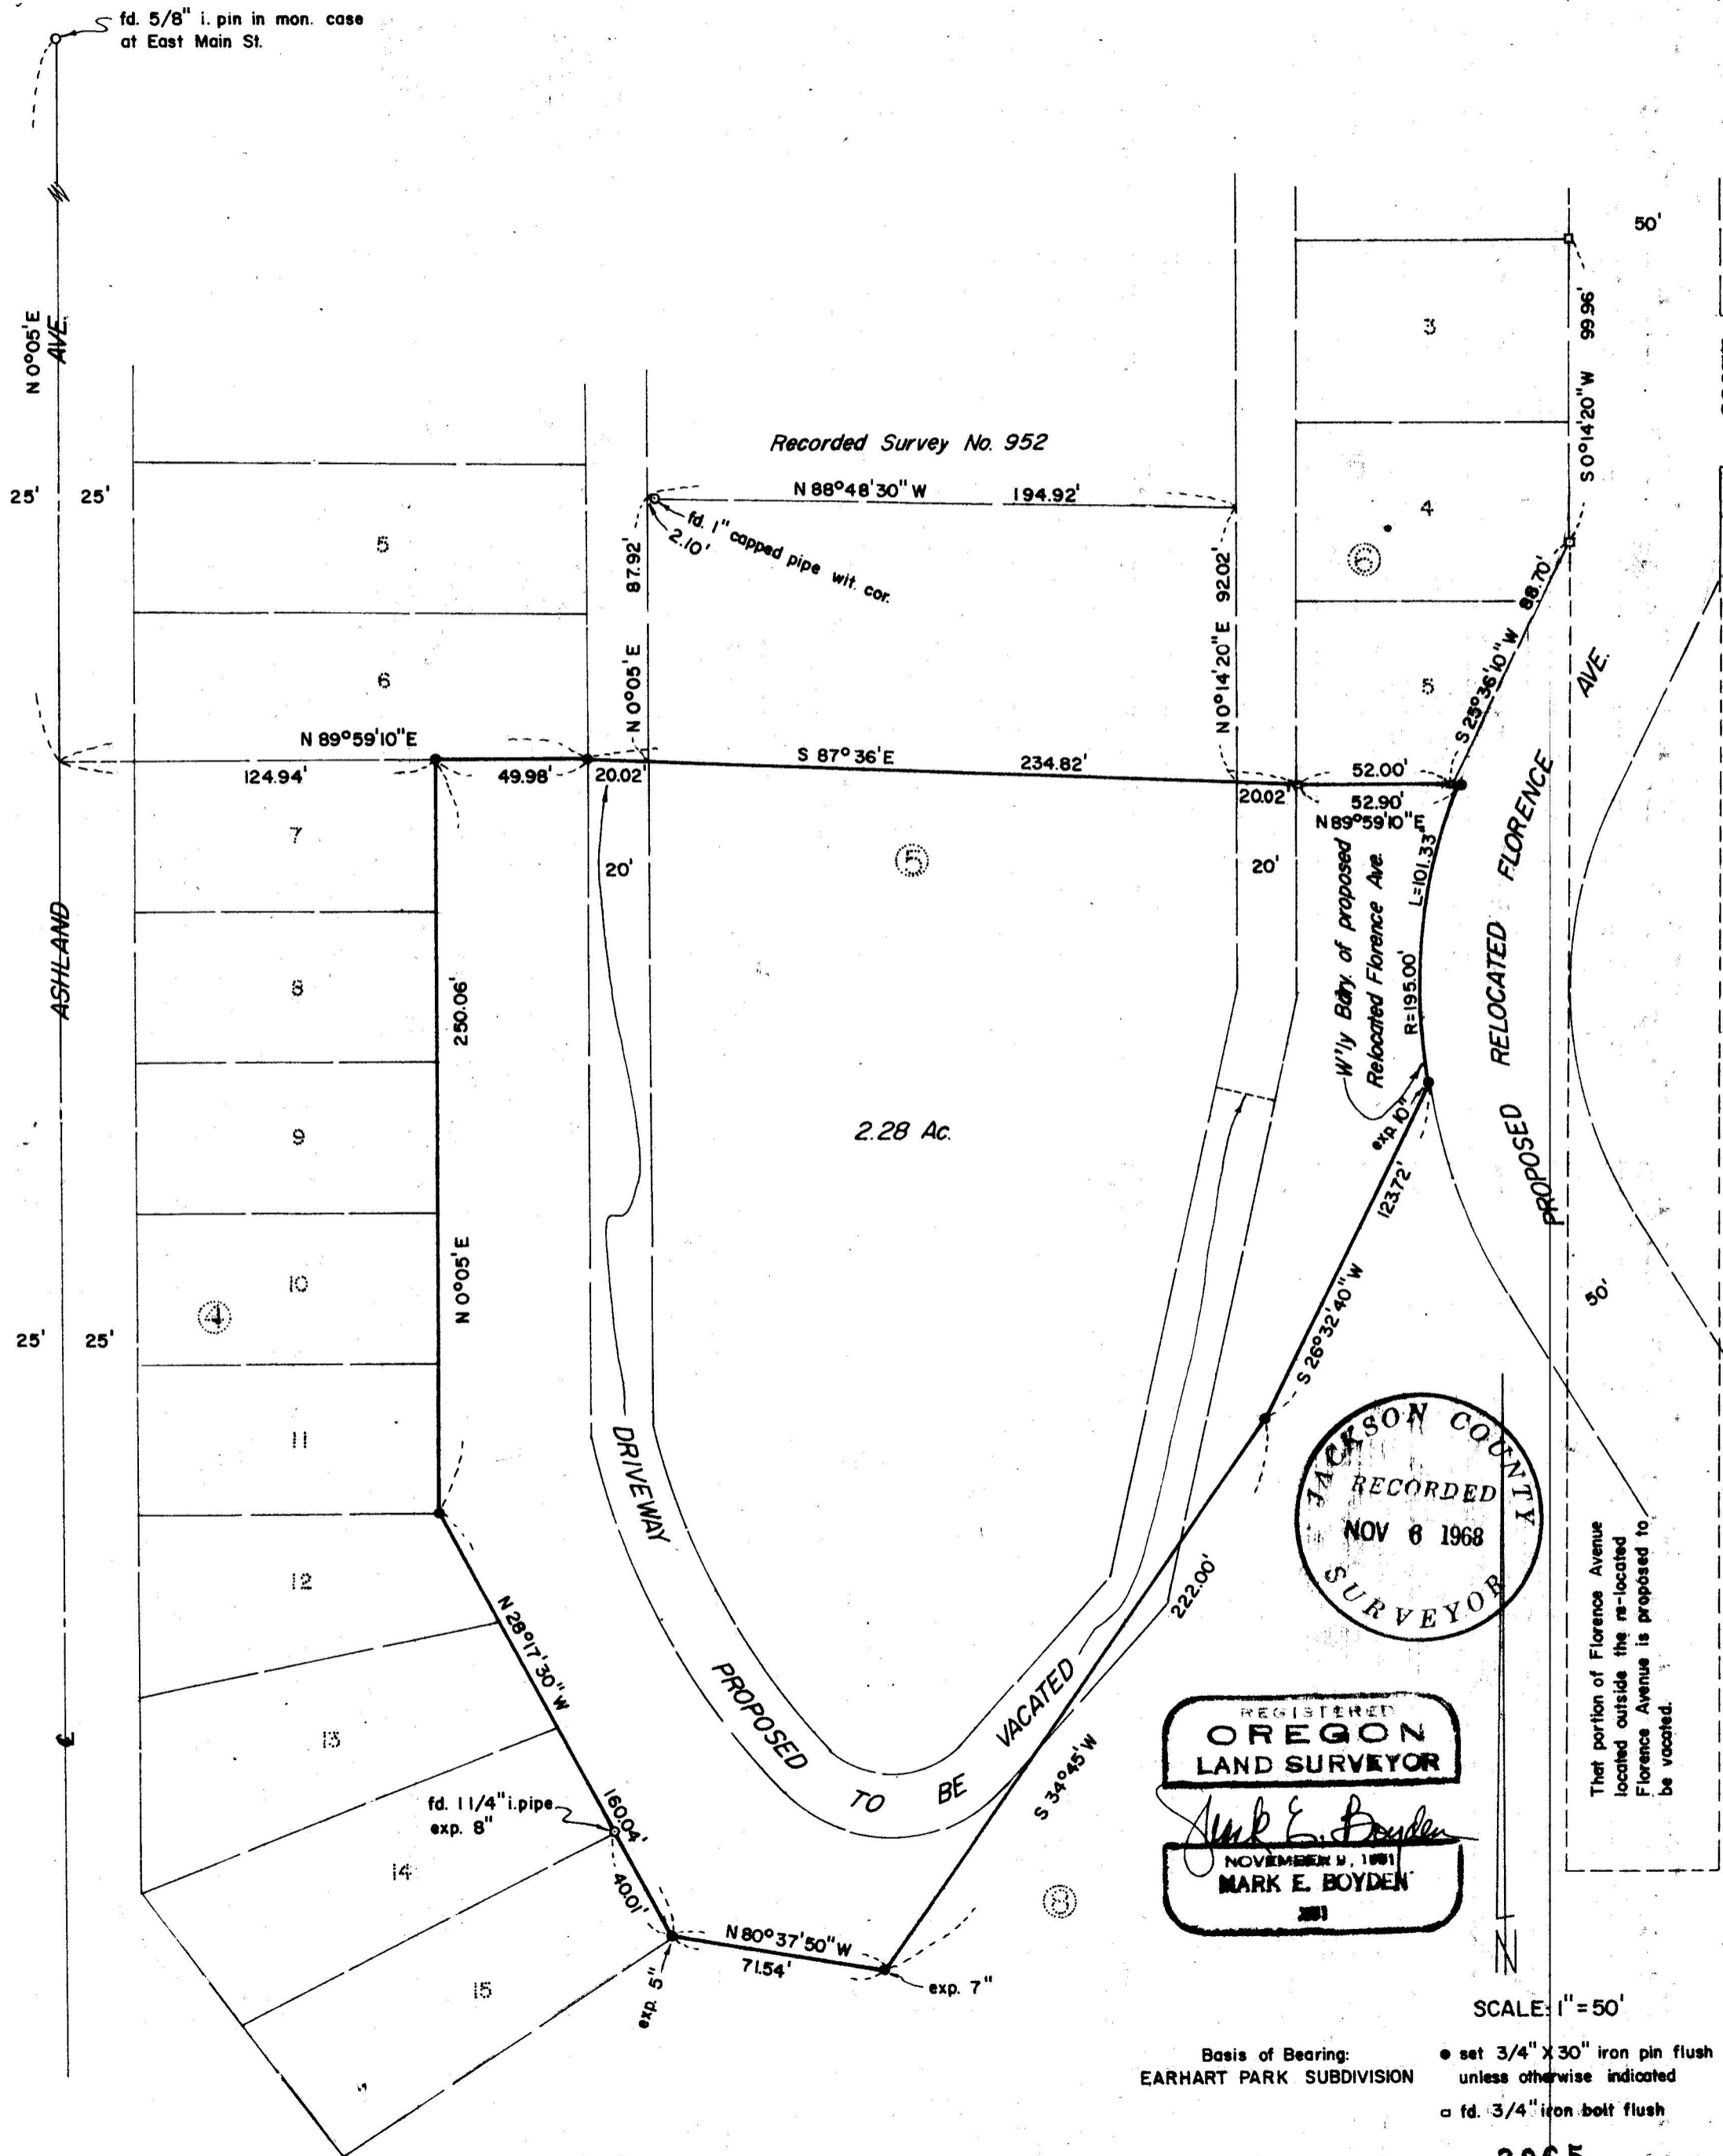 fd. 5/8" i. pin in mon. case
at East Main St.
N 0°05' E
AVE.
50'
3
S 0°14'20" W 99.96'
Recorded Survey No. 952
N 88°48'30" W 194.92'
25'
25'
fd. 1" capped pipe wit. cor.
2.10'
5
87.92'
N 0°05' E
4
6
N 0°14'20" E 92.02'
S 25°36'10" W 88.70'
5
6
N 89°59'10" E
124.94'
49.98'
20.02'
S 87°36' E 234.82'
20.02'
52.00'
52.90'
N 89°59'10" E
7
20'
5
20'
W'ly Bdry. of proposed
Relocated Florence Ave.
L=101.33'
R=195.00'
PROPOSED RELOCATED FLORENCE AVE.
ASHLAND
8
250.06'
9
2.28 Ac.
exp. 10"
123.72'
S 26°32'40" W
10
N 0°05' E
4
50'
25'
25'
11
12
DRIVEWAY
PROPOSED
TO BE
VACATED
222.00'
S 34°45' W
JACKSON COUNTY
RECORDED
NOV 6 1968
SURVEYOR
That portion of Florence Avenue
located outside the re-located
Florence Avenue is proposed to
be vacated.
N 28°17'30" W
160.04'
13
fd. 1 1/4" i. pipe
exp. 8"
14
40.01'
15
N 80°37'50" W
71.54'
exp. 5"
exp. 7"
8
REGISTERED
OREGON
LAND SURVEYOR
Mark E. Boyden
NOVEMBER 9, 1951
MARK E. BOYDEN
N
SCALE: 1" = 50'
Basis of Bearing:
EARHART PARK SUBDIVISION
● set 3/4" X 30" iron pin flush
unless otherwise indicated
□ fd. 3/4" iron bolt flush